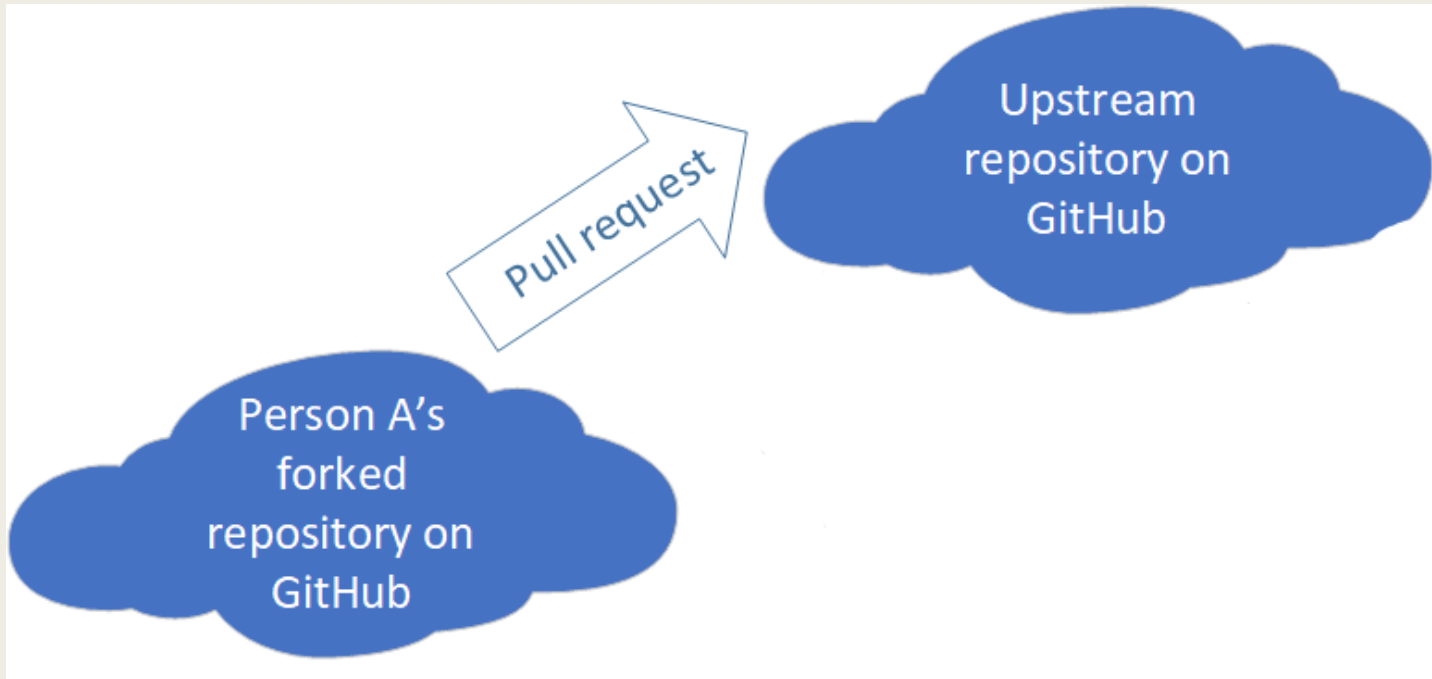 Upstream
repository on
GitHub
Pull request
Person A’s
forked
repository on
GitHub